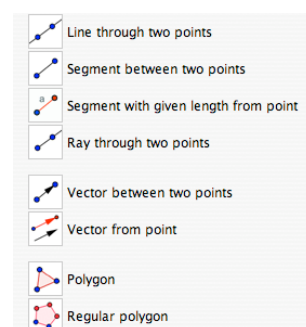 Line through two points
Segment between two points
a
Segment with given length from point
Ray through two points
Vector between two points
Vector from point
Polygon
Regular polygon